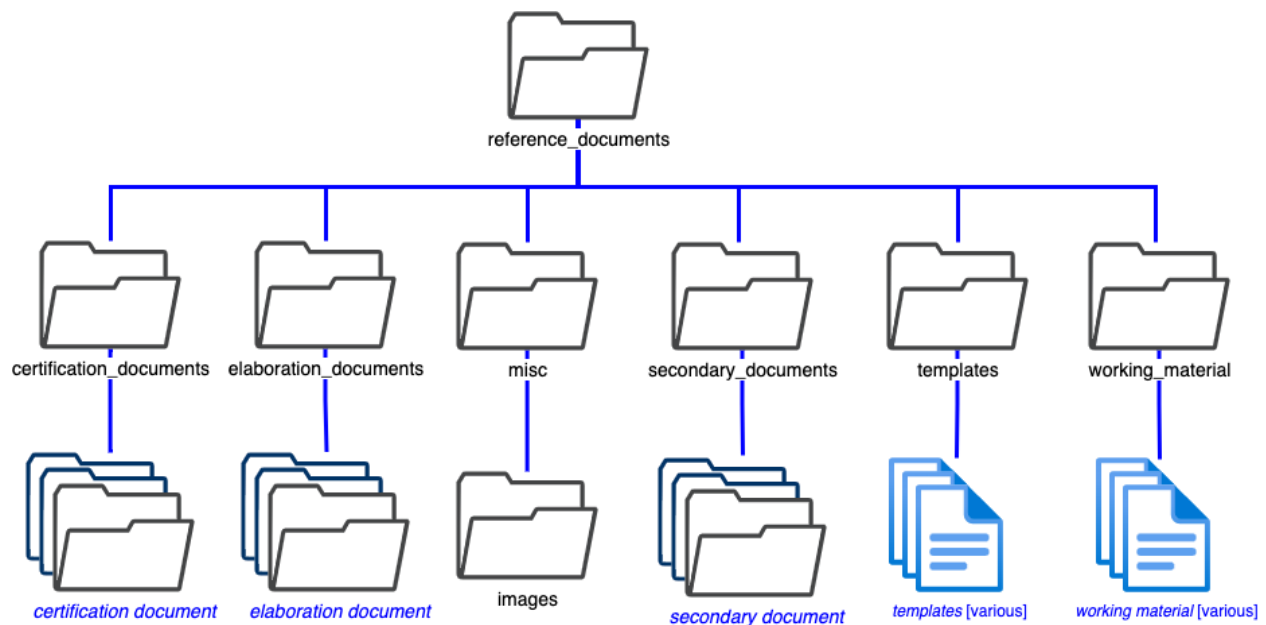 reference_documents
certification_documents elaboration_documents misc secondary_documents templates working_material
certification document elaboration document images secondary document templates [various] working material [various]